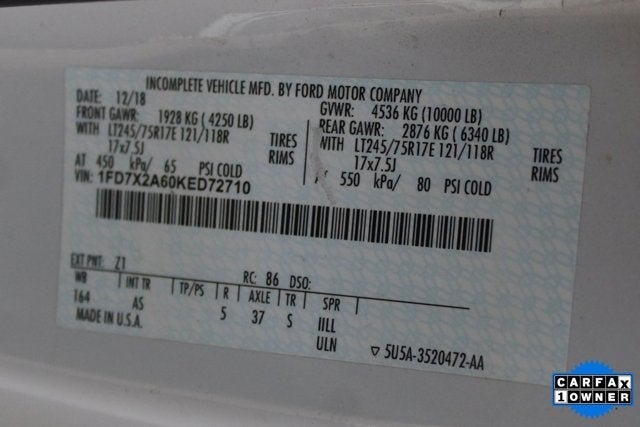 INCOMPLETE VEHICLE MFD. BY FORD MOTOR COMPANY
DATE: 12/18 GVWR: 4536 KG (10000 LB)
FRONT GAWR: 1928 KG ( 4250 LB) REAR GAWR: 2876 KG ( 6340 LB)
WITH LT245/75R17E 121/118R TIRES WITH LT245/75R17E 121/118R TIRES
17x7.5J RIMS 17x7.5J RIMS
AT 450 kPa/ 65 PSI COLD 550 kPa/ 80 PSI COLD
VIN: 1FD7X2A60KED72710
EXT PNT: Z1 RC: 86 DSO:
WB INT TR TP/PS R AXLE TR SPR
164 AS 5 37 S IILL
MADE IN U.S.A. ULN ▽ 5U5A-3520472-AA
CARFAX
1 OWNER